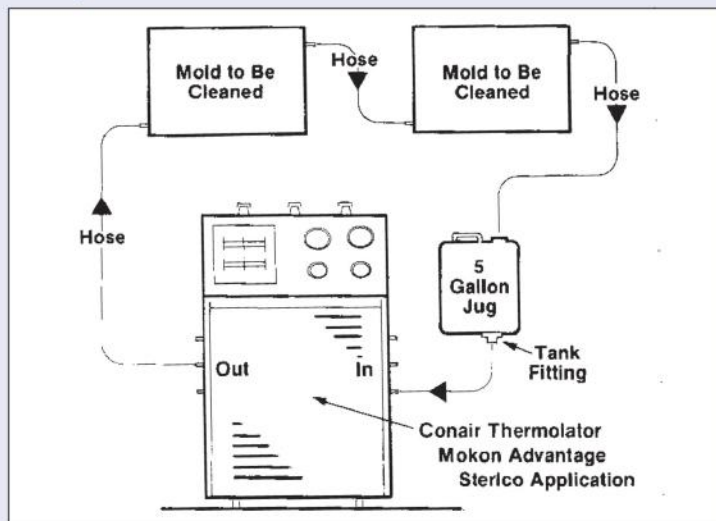 Mold to Be
Cleaned
Hose
Mold to Be
Cleaned
Hose
Hose
5
Gallon
Jug
Tank
Fitting
Out
In
Conair Thermolator
Mokon Advantage
Sterlco Application